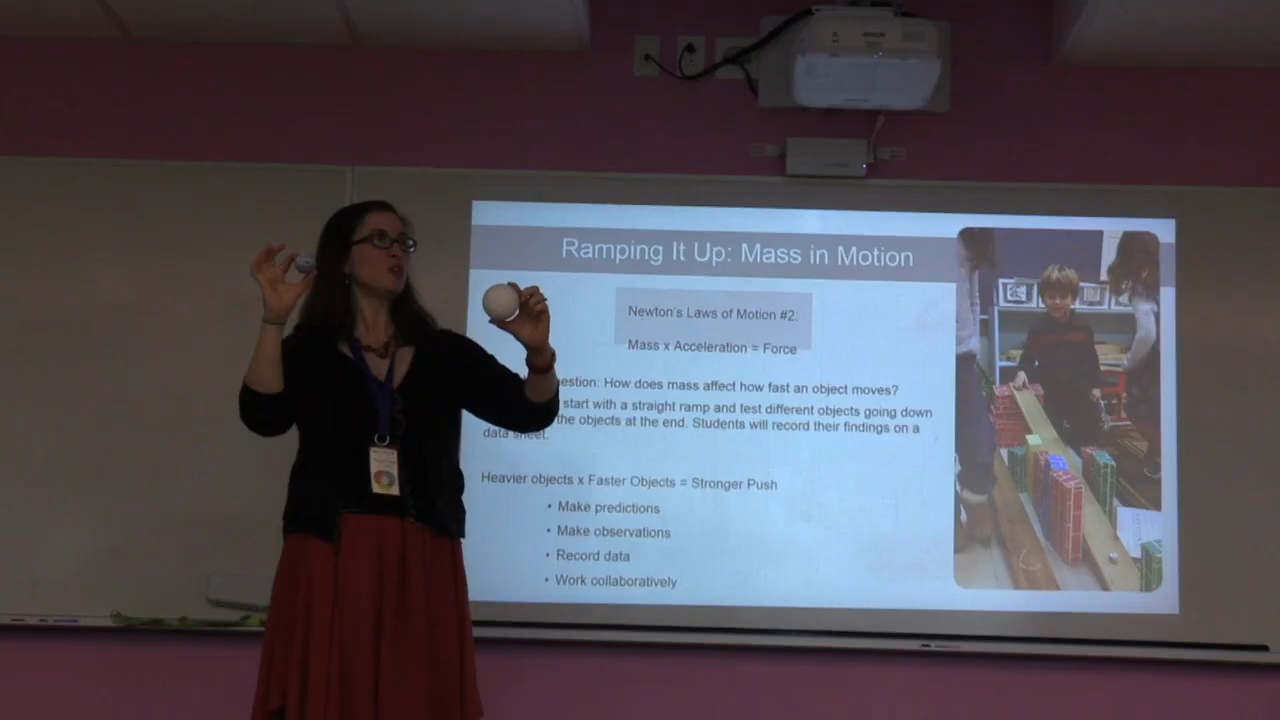 EPSON
Ramping It Up: Mass in Motion
Newton's Laws of Motion #2:
Mass x Acceleration = Force
estion: How does mass affect how fast an object moves?
start with a straight ramp and test different objects going down
the objects at the end. Students will record their findings on a
data sheet.
Heavier objects x Faster Objects = Stronger Push
• Make predictions
• Make observations
• Record data
• Work collaboratively